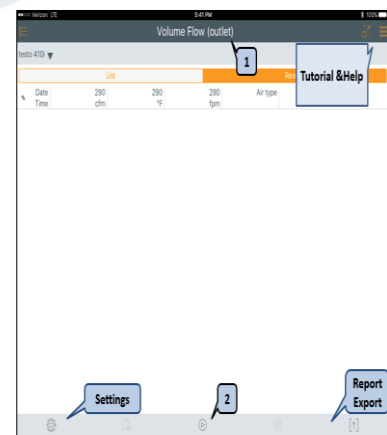 Verizon LTE 5:41 PM 100%
Volume Flow (outlet)
1
testo 410i
Tutorial &Help
List
Date 290 290 290 Air type
Time cfm °F fpm
Settings
2
Report
Export